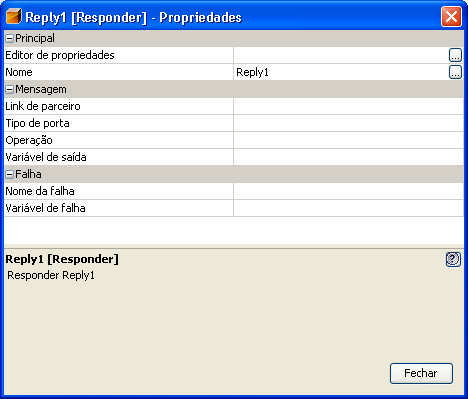 Reply1 [Responder] - Propriedades
Principal
Editor de propriedades ...
Nome Reply1 ...
Mensagem
Link de parceiro
Tipo de porta
Operação
Variável de saída
Falha
Nome da falha
Variável de falha
Reply1 [Responder]
Responder Reply1
Fechar